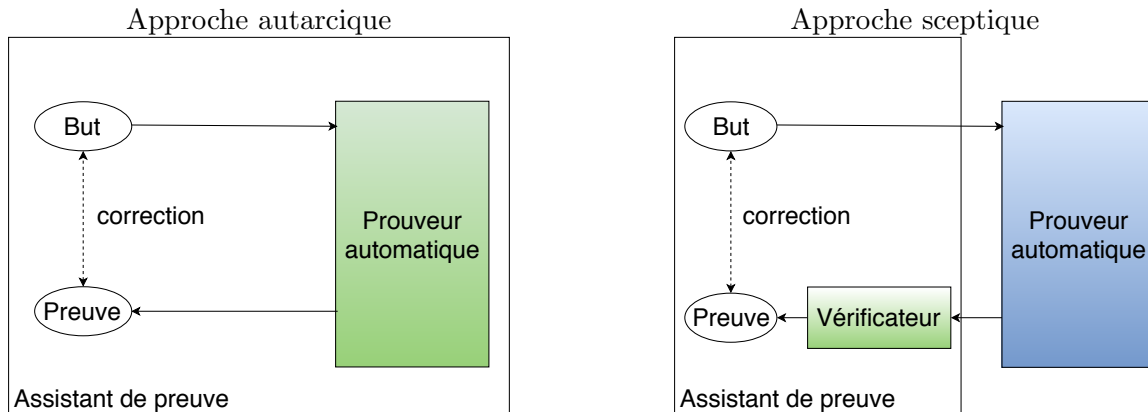 Approche autarcique
But
correction
Prouveur
automatique
Preuve
Assistant de preuve
Approche sceptique
But
correction
Prouveur
automatique
Preuve
Vérificateur
Assistant de preuve